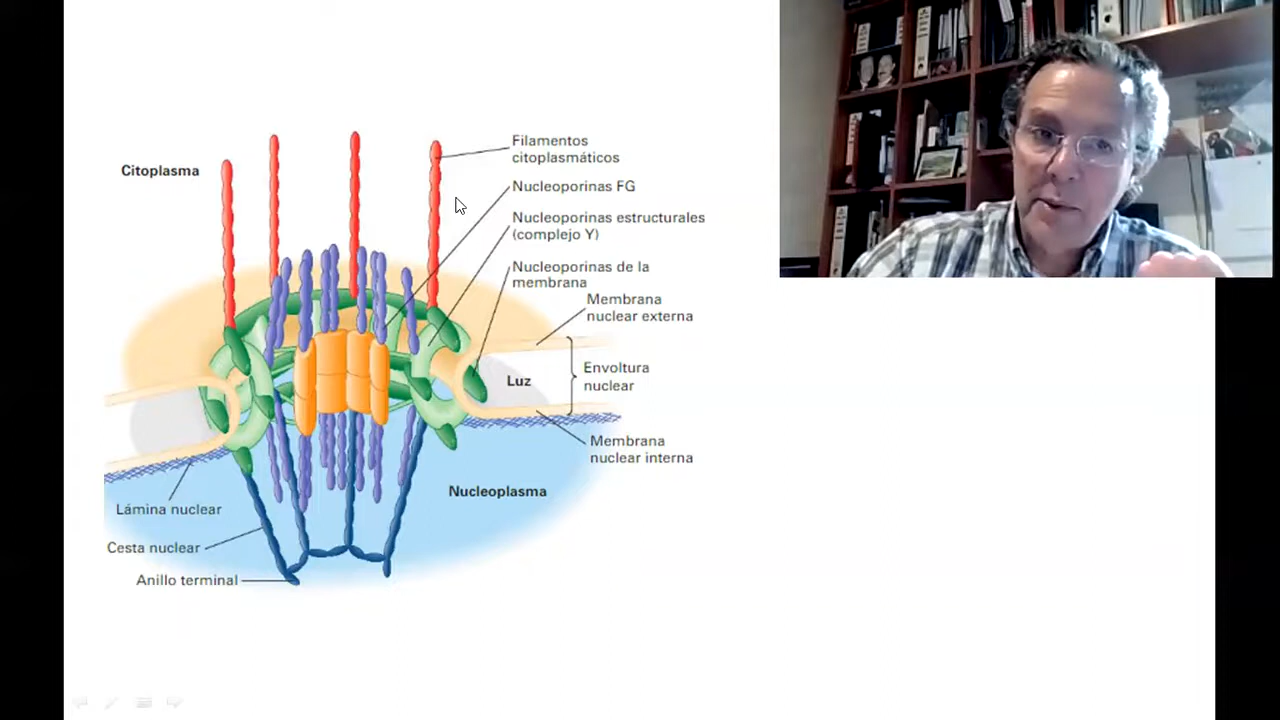 Filamentos
citoplasmáticos
Citoplasma
Nucleoporinas FG
Nucleoporinas estructurales
(complejo Y)
Nucleoporinas de la
membrana
Membrana
nuclear externa
Envoltura
nuclear
Luz
Membrana
nuclear interna
Nucleoplasma
Lámina nuclear
Cesta nuclear
Anillo terminal